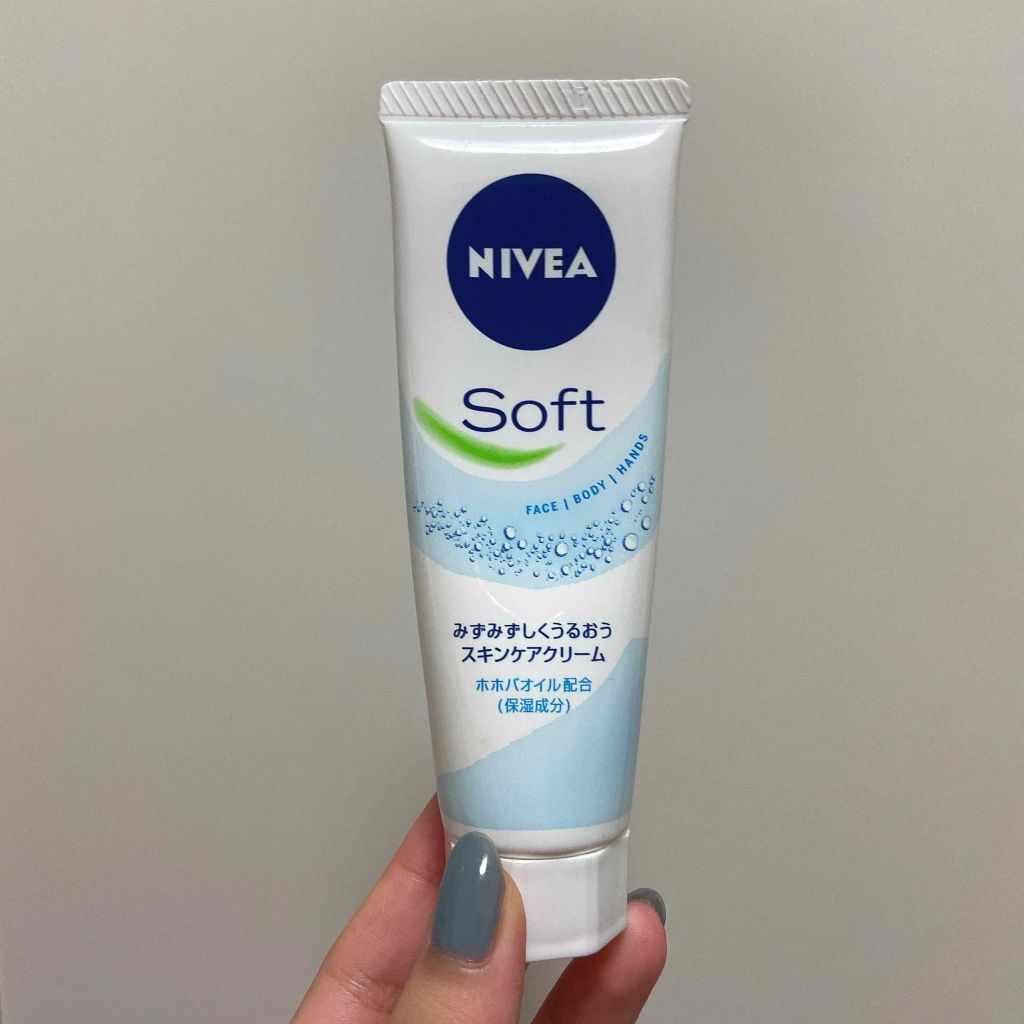 NIVEA
Soft
FACE | BODY | HANDS
みずみずしくうるおう
スキンケアクリーム
ホホバオイル配合
(保湿成分)